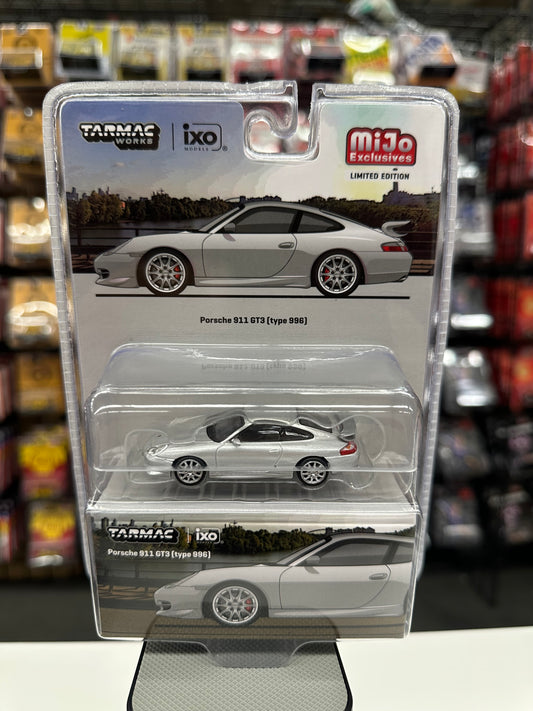 TARMAC
WORKS
ixo
MODELS
®
MiJo
Exclusives
LIMITED EDITION
Porsche 911 GT3 (type 996)
TARMAC
WORKS
ixo
Porsche 911 GT3 (type 996)